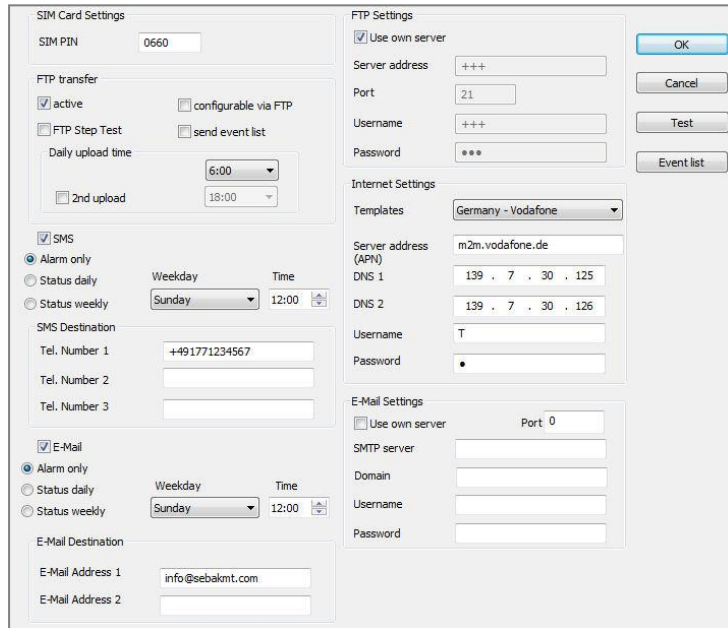 SIM Card Settings
SIM PIN 0660
FTP transfer
active configurable via FTP
FTP Step Test send event list
Daily upload time
6:00
2nd upload 18:00
SMS
Alarm only
Status daily Weekday Time
Status weekly Sunday 12:00
SMS Destination
Tel. Number 1 +491771234567
Tel. Number 2
Tel. Number 3
E-Mail
Alarm only
Status daily Weekday Time
Status weekly Sunday 12:00
E-Mail Destination
E-Mail Address 1 info@sebakmt.com
E-Mail Address 2
FTP Settings
Use own server
Server address +++
Port 21
Username +++
Password •••
Internet Settings
Templates Germany - Vodafone
Server address m2m.vodafone.de
(APN)
DNS 1 139 . 7 . 30 . 125
DNS 2 139 . 7 . 30 . 126
Username T
Password •
E-Mail Settings
Use own server Port 0
SMTP server
Domain
Username
Password
OK
Cancel
Test
Event list